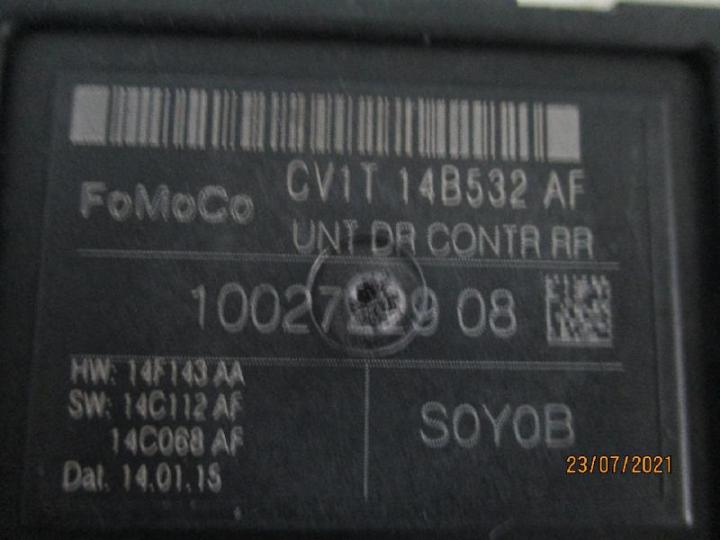 CV1T 14B532 AF
FoMoCo
UNT DR CONTR RR
08
HW: 14F143 AA
SW: 14C112 AF
14C068 AF
Dat. 14.01.15
S0Y0B
23/07/2021